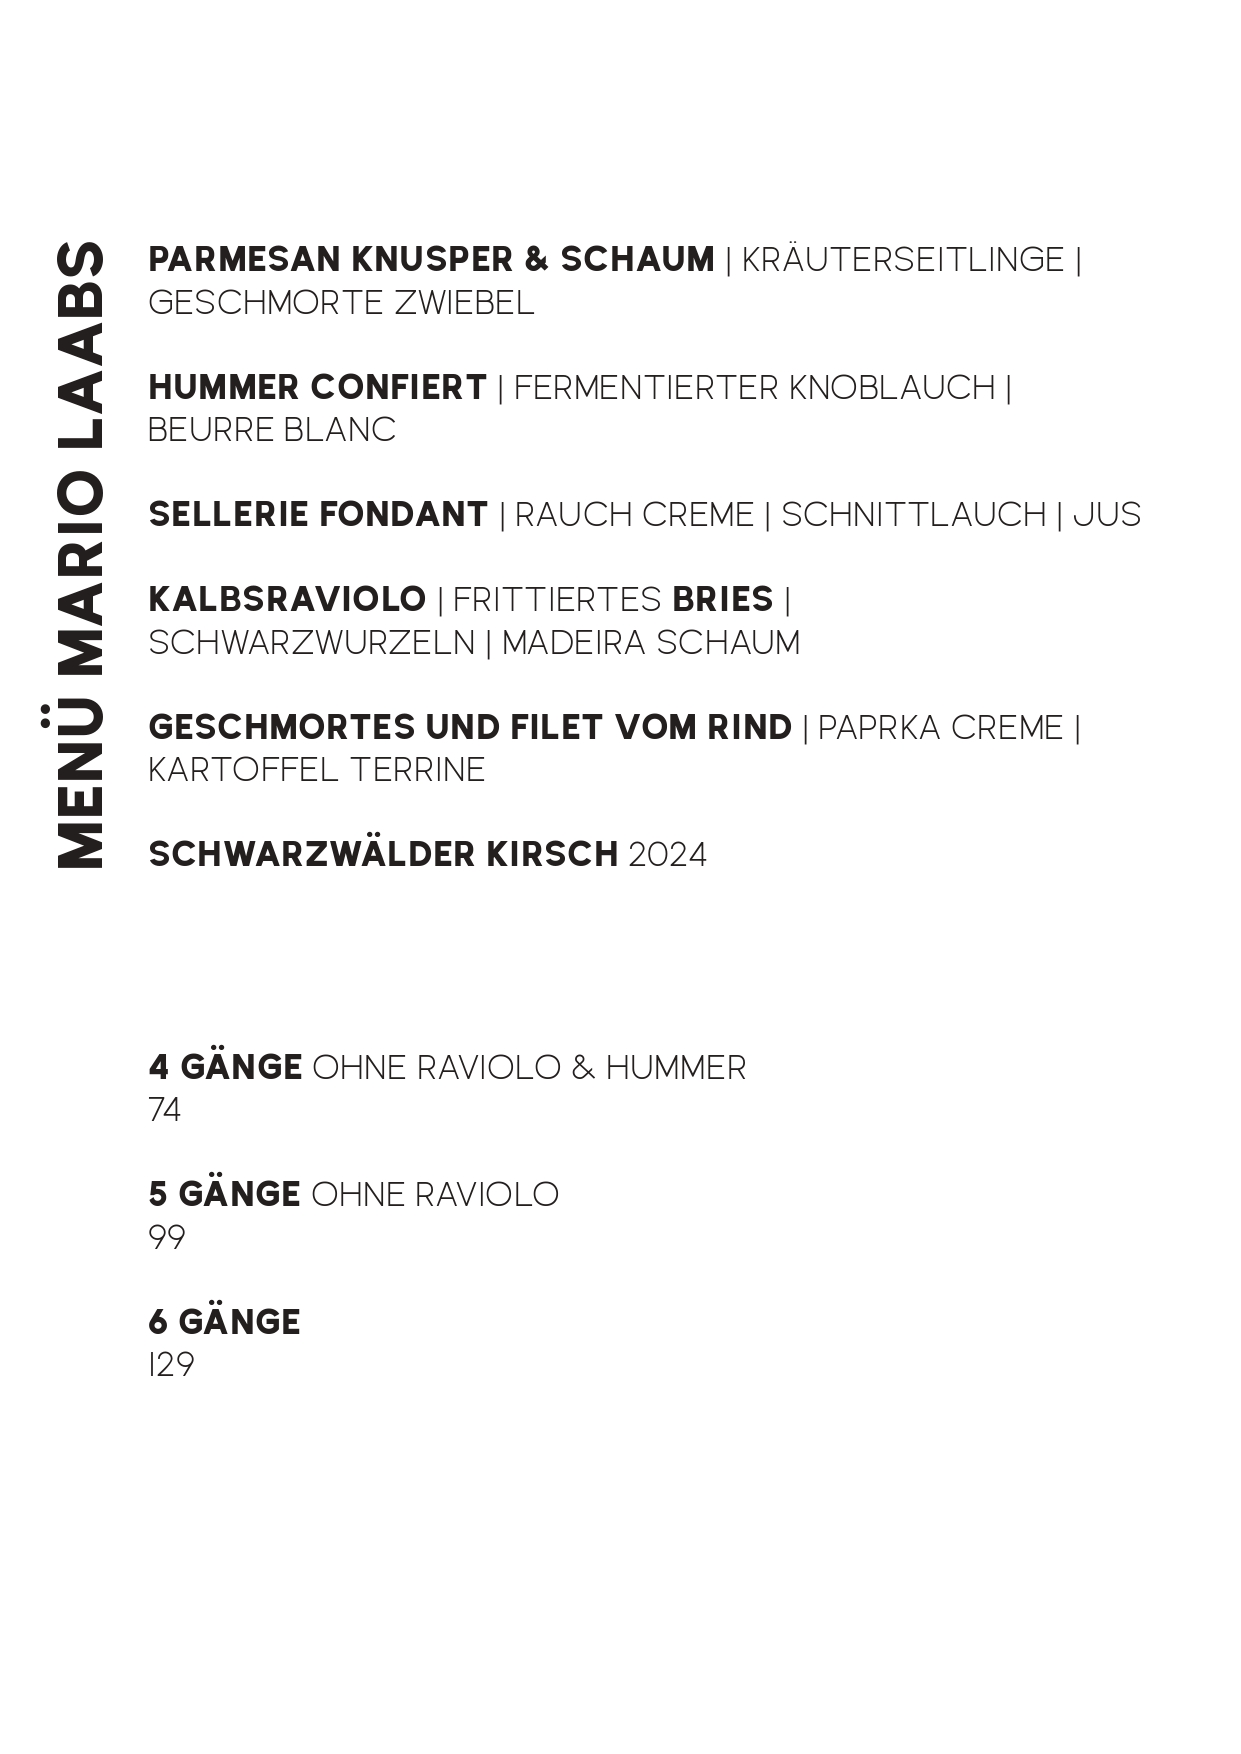 MENÜ MARIO LAABS
PARMESAN KNUSPER & SCHAUM | KRÄUTERSEITLINGE |
GESCHMORTE ZWIEBEL
HUMMER CONFIERT | FERMENTIERTER KNOBLAUCH |
BEURRE BLANC
SELLERIE FONDANT | RAUCH CREME | SCHNITTLAUCH | JUS
KALBSRAVIOLO | FRITTIERTES BRIES |
SCHWARZWURZELN | MADEIRA SCHAUM
GESCHMORTES UND FILET VOM RIND | PAPRKA CREME |
KARTOFFEL TERRINE
SCHWARZWÄLDER KIRSCH 2024
4 GÄNGE OHNE RAVIOLO & HUMMER
74
5 GÄNGE OHNE RAVIOLO
99
6 GÄNGE
129